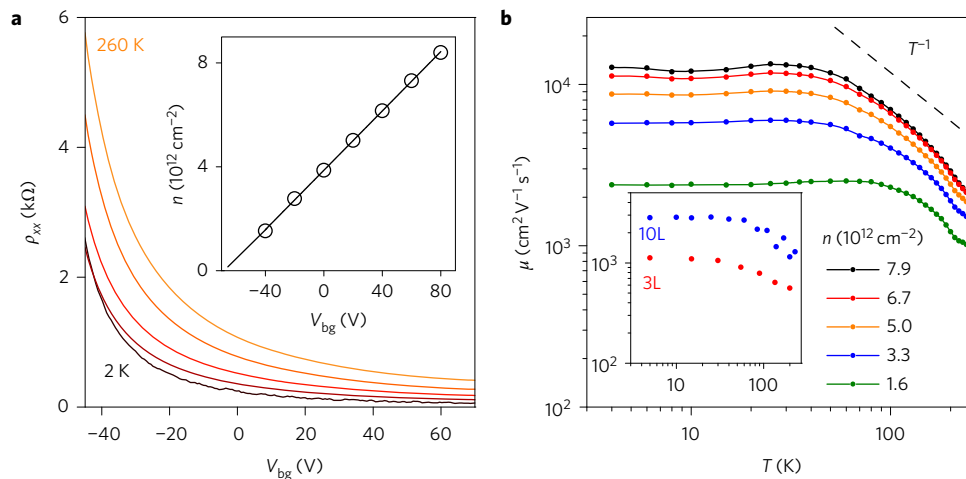 a
6
4
2
0
ρxx (kΩ)
260 K
2 K
−40
−20
0
20
40
60
Vbg (V)
8
4
0
n (10^12 cm−2)
−40
0
40
80
Vbg (V)
b
10^4
10^3
10^2
μ (cm2 V−1 s−1)
T−1
10
100
T (K)
10L
3L
10^3
10^2
10
100
n (10^12 cm−2)
7.9
6.7
5.0
3.3
1.6